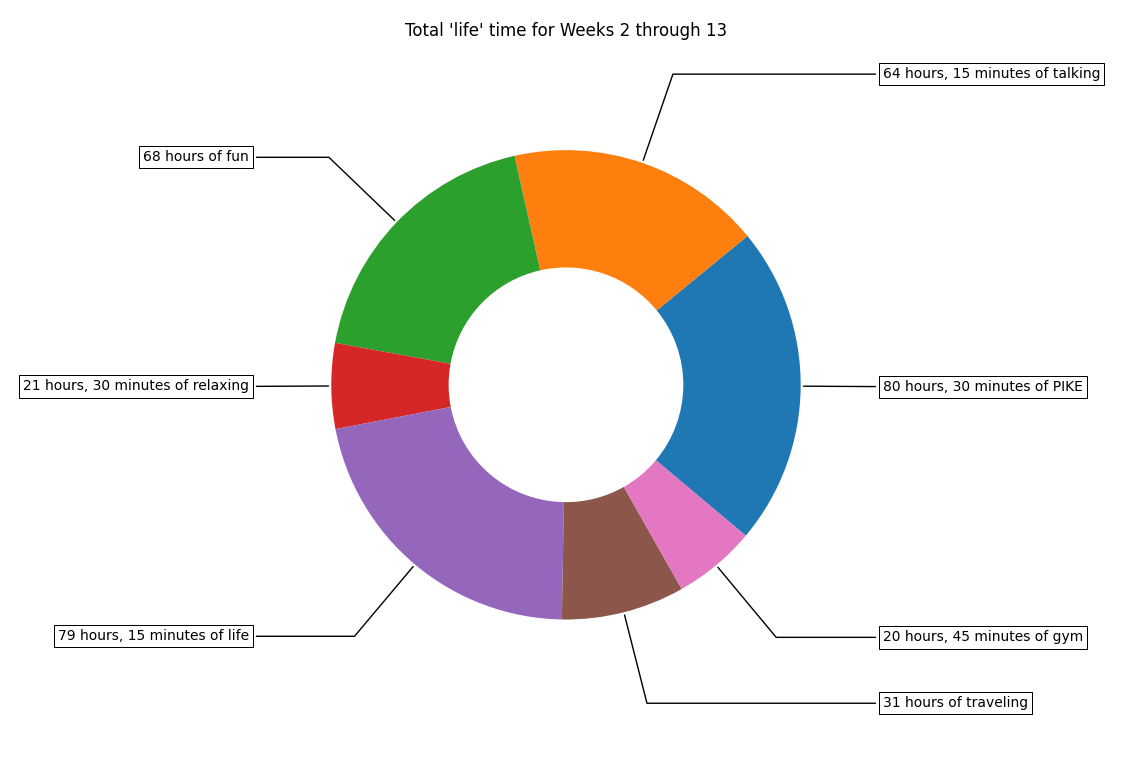 Total 'life' time for Weeks 2 through 13
64 hours, 15 minutes of talking
68 hours of fun
21 hours, 30 minutes of relaxing
80 hours, 30 minutes of PIKE
79 hours, 15 minutes of life
20 hours, 45 minutes of gym
31 hours of traveling